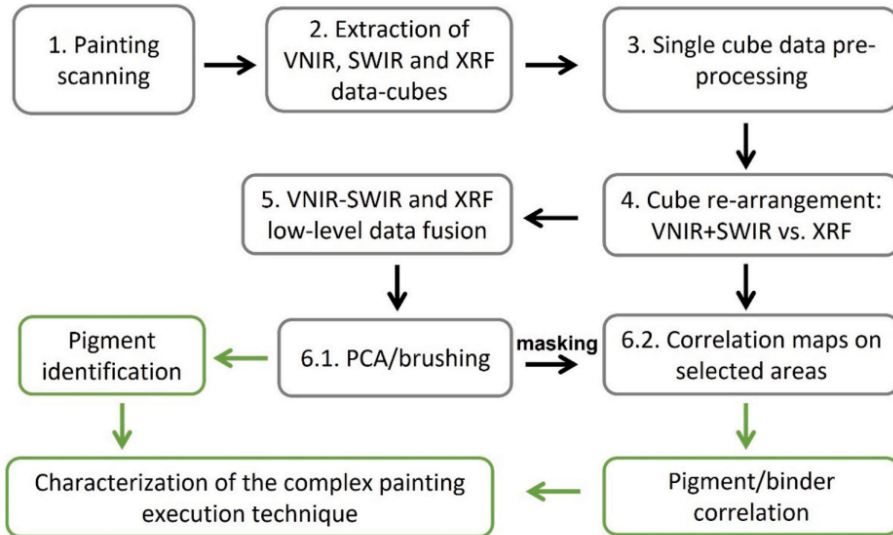 1. Painting
scanning
2. Extraction of
VNIR, SWIR and XRF
data-cubes
3. Single cube data pre-
processing
4. Cube re-arrangement:
VNIR+SWIR vs. XRF
5. VNIR-SWIR and XRF
low-level data fusion
6.1. PCA/brushing
masking
6.2. Correlation maps on
selected areas
Pigment
identification
Pigment/binder
correlation
Characterization of the complex painting
execution technique